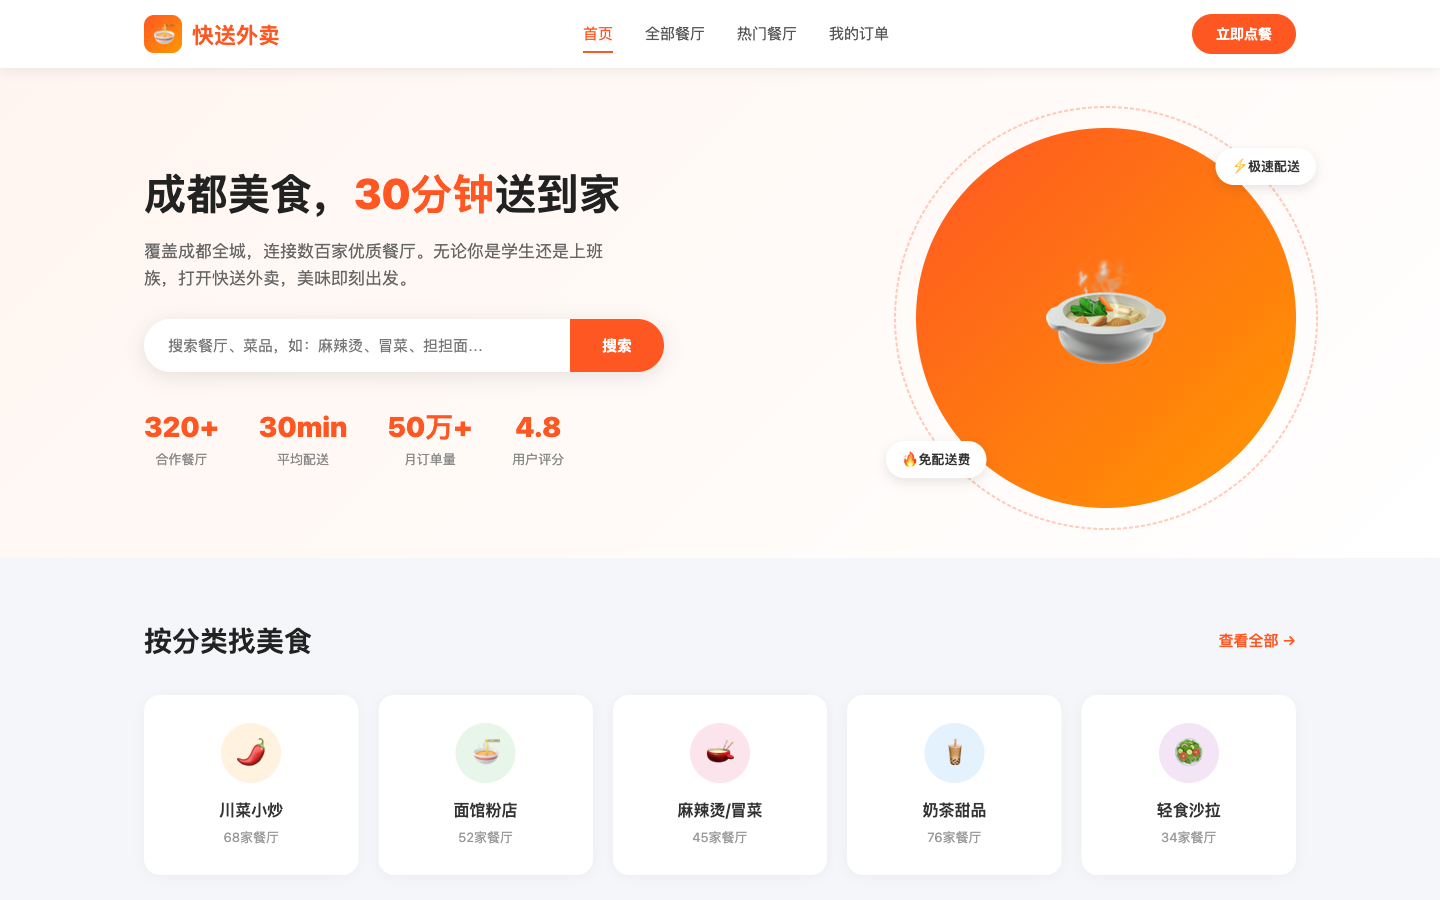 快送外卖
首页 全部餐厅 热门餐厅 我的订单
立即点餐
成都美食，30分钟送到家
覆盖成都全城，连接数百家优质餐厅。无论你是学生还是上班
族，打开快送外卖，美味即刻出发。
搜索餐厅、菜品，如：麻辣烫、冒菜、担担面...
搜索
320+ 30min 50万+ 4.8
合作餐厅 平均配送 月订单量 用户评分
极速配送
免配送费
按分类找美食
查看全部 →
川菜小炒
68家餐厅
面馆粉店
52家餐厅
麻辣烫/冒菜
45家餐厅
奶茶甜品
76家餐厅
轻食沙拉
34家餐厅